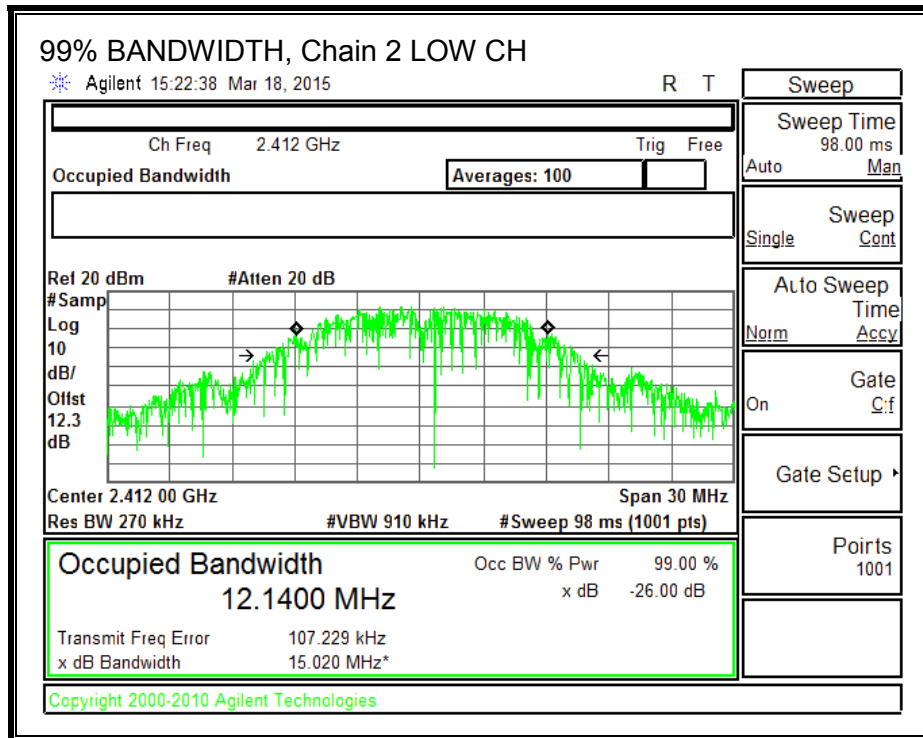 99% BANDWIDTH, Chain 2 LOW CH
Agilent 15:22:38 Mar 18, 2015 R T
Ch Freq 2.412 GHz Trig Free
Occupied Bandwidth Averages: 100
Ref 20 dBm #Atten 20 dB
#Samp
Log
10
dB/
Offst
12.3
dB
Center 2.412 00 GHz Span 30 MHz
Res BW 270 kHz #VBW 910 kHz #Sweep 98 ms (1001 pts)
Occupied Bandwidth Occ BW % Pwr 99.00 %
12.1400 MHz x dB -26.00 dB
Transmit Freq Error 107.229 kHz
x dB Bandwidth 15.020 MHz*
Copyright 2000-2010 Agilent Technologies
Sweep
Sweep Time
98.00 ms
Auto Man
Sweep
Single Cont
Auto Sweep
Time
Norm Accy
Gate
On Off
Gate Setup
Points
1001